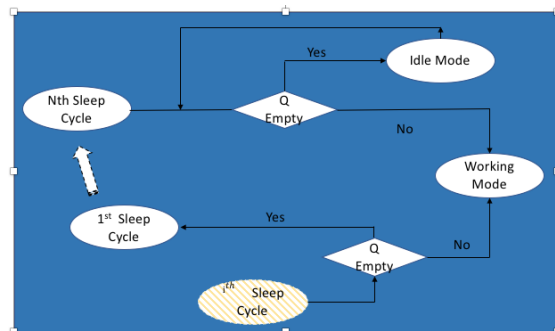 Yes
Idle Mode
Nth Sleep
Cycle
Q
Empty
No
Working
Mode
1st Sleep
Cycle
Yes
Q
Empty
No
ith Sleep
Cycle